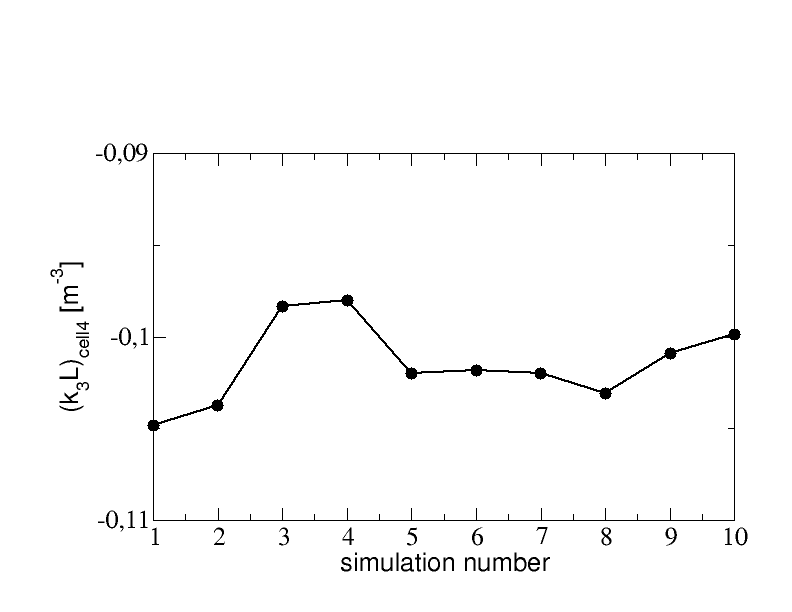 -0,09
-0,1
-0,11
(k3L)cell4 [m-3]
1 2 3 4 5 6 7 8 9 10
simulation number